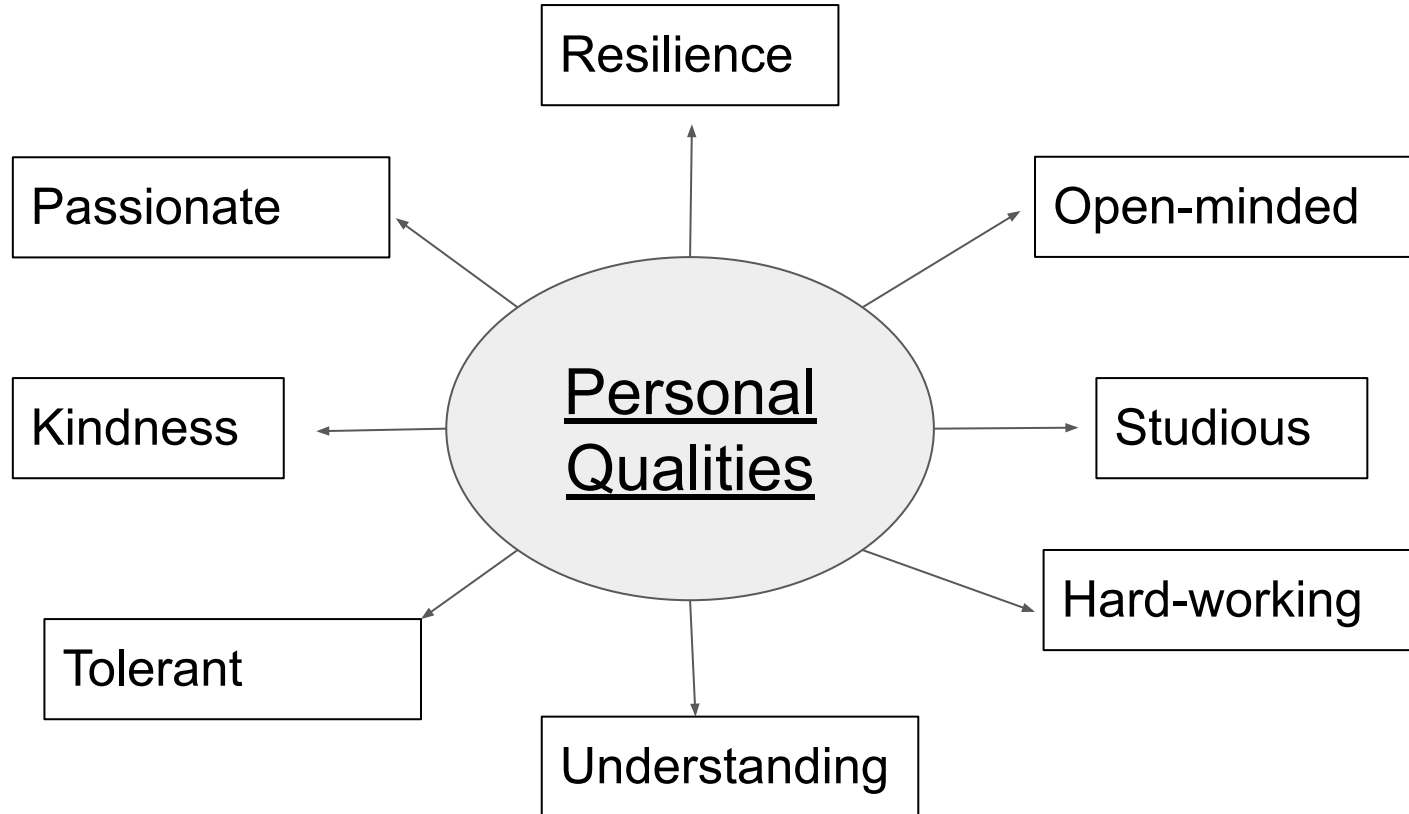 Resilience
Passionate
Open-minded
Personal
Qualities
Kindness
Studious
Hard-working
Tolerant
Understanding